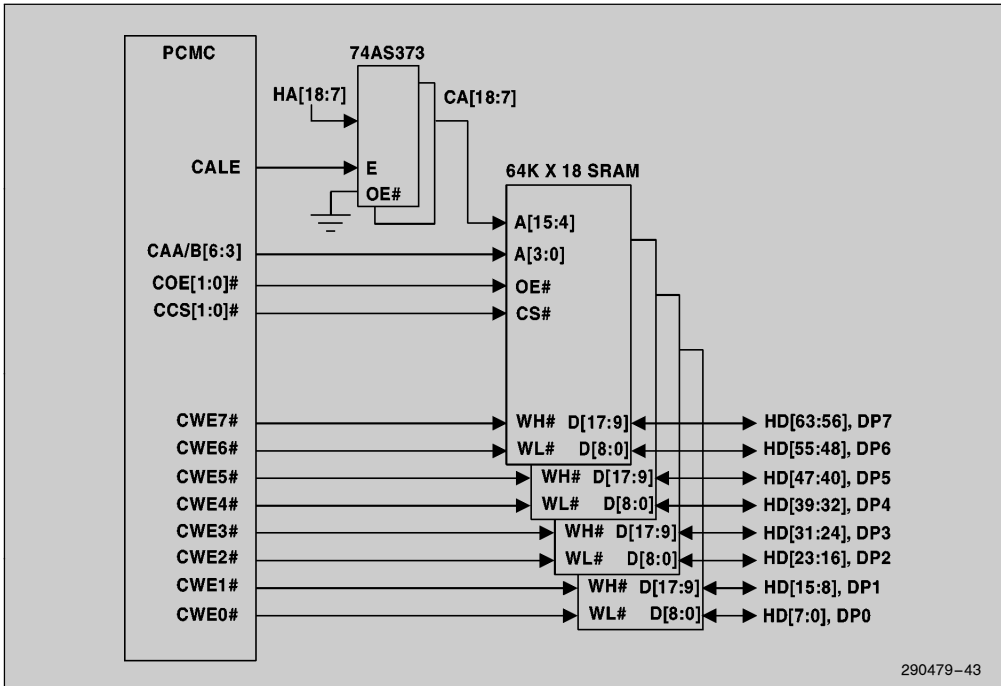 PCMC
74AS373
HA[18:7]
CA[18:7]
CALE
E
OE#
64K X 18 SRAM
A[15:4]
CAA/B[6:3]
A[3:0]
COE[1:0]#
OE#
CCS[1:0]#
CS#
CWE7#
WH# D[17:9]
HD[63:56], DP7
CWE6#
WL# D[8:0]
HD[55:48], DP6
CWE5#
WH# D[17:9]
HD[47:40], DP5
CWE4#
WL# D[8:0]
HD[39:32], DP4
CWE3#
WH# D[17:9]
HD[31:24], DP3
CWE2#
WL# D[8:0]
HD[23:16], DP2
CWE1#
WH# D[17:9]
HD[15:8], DP1
CWE0#
WL# D[8:0]
HD[7:0], DP0
290479–43